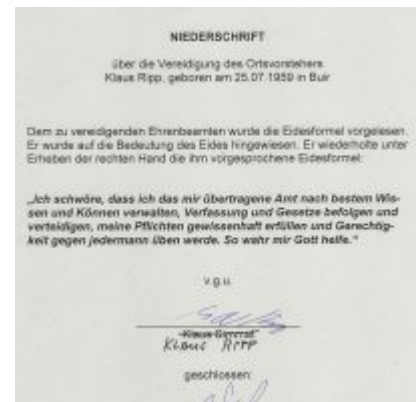 NIEDERSCHRIFT
über die Vereidigung des Ortsvorstehers
Klaus Ripp, geboren am 25.07.1959 in Buir
Dem zu vereidigenden Ehrenbeamten wurde die Eidesformel vorgelesen.
Er wurde auf die Bedeutung des Eides hingewiesen. Er wiederholte unter
Erheben der rechten Hand die ihm vorgesprochene Eidesformel:
„Ich schwöre, dass ich das mir übertragene Amt nach bestem Wis-
sen und Können verwalten, Verfassung und Gesetze befolgen und
verteidigen, meine Pflichten gewissenhaft erfüllen und Gerechtig-
keit gegen jedermann üben werde. So wahr mir Gott helfe.“
v.g.u.
Klaus
KLAUS RIPP
geschlossen: